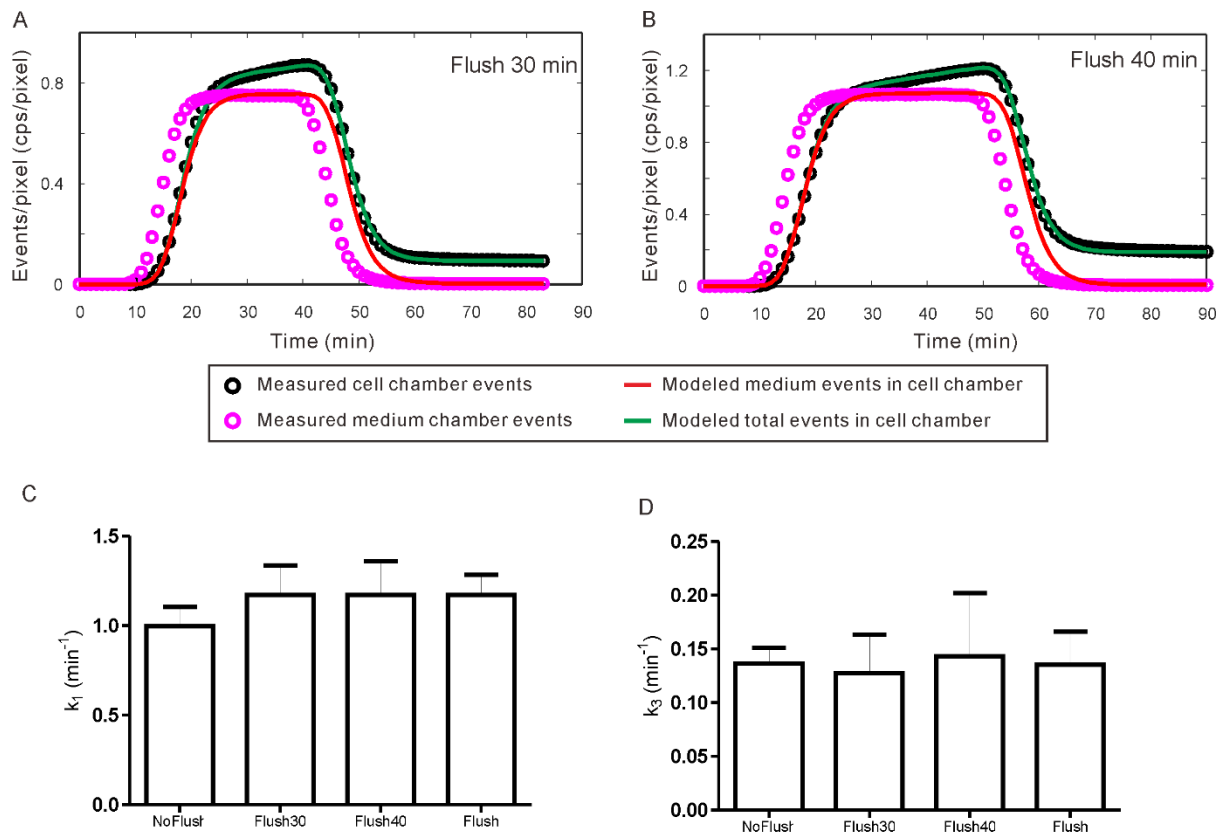 A
Flush 30 min
Events/pixel (cps/pixel)
0.8
0.4
0
0 10 20 30 40 50 60 70 80 90
Time (min)
B
Flush 40 min
Events/pixel (cps/pixel)
1.2
0.8
0.4
0
0 10 20 30 40 50 60 70 80 90
Time (min)
Measured cell chamber events
Modeled medium events in cell chamber
Measured medium chamber events
Modeled total events in cell chamber
C
k₁ (min⁻¹)
1.5
1.0
0.5
0.0
NoFlush Flush30 Flush40 Flush
D
k₃ (min⁻¹)
0.25
0.20
0.15
0.10
0.05
0.00
NoFlush Flush30 Flush40 Flush